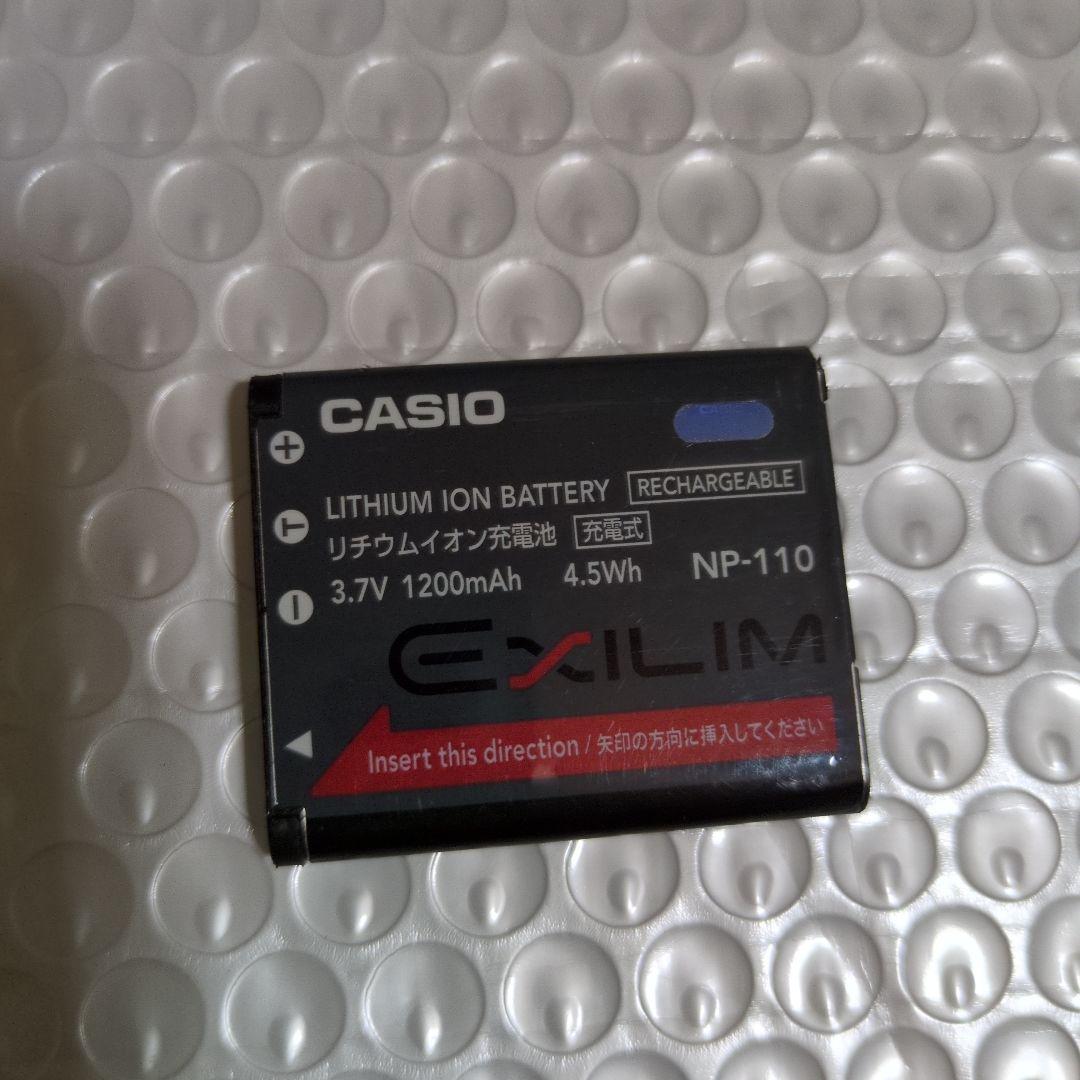 CASIO
LITHIUM ION BATTERY RECHARGEABLE
リチウムイオン充電池 充電式
3.7V 1200mAh 4.5Wh NP-110
EXILIM
Insert this direction / 矢印の方向に挿入してください
+
T
−